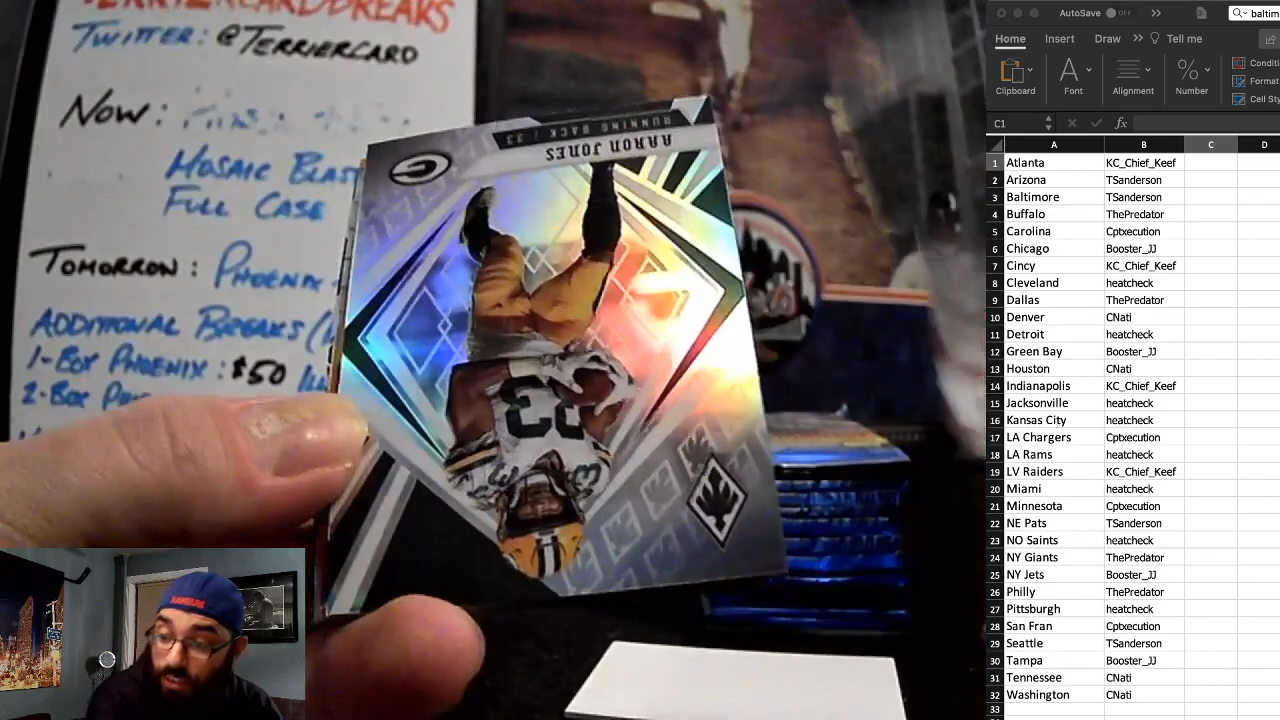 TERRIERCARDBREAKS
TWITTER: @TERRIERCARD
NOW:
MOSAIC BLAST
FULL CASE
TOMORROW: PHOENIX
ADDITIONAL BREAKS
1-BOX PHOENIX: $50
2-BOX
AARON JONES
RUNNING BACK | 33
33
AutoSave OFF
baltim
Home Insert Draw Tell me
Clipboard Font Alignment Number
Conditi
Format
Cell Sty
C1 fx
A B C D
1 Atlanta KC_Chief_Keef
2 Arizona TSanderson
3 Baltimore TSanderson
4 Buffalo ThePredator
5 Carolina Cptxecution
6 Chicago Booster_JJ
7 Cincy KC_Chief_Keef
8 Cleveland heatcheck
9 Dallas ThePredator
10 Denver CNati
11 Detroit heatcheck
12 Green Bay Booster_JJ
13 Houston CNati
14 Indianapolis KC_Chief_Keef
15 Jacksonville heatcheck
16 Kansas City heatcheck
17 LA Chargers Cptxecution
18 LA Rams heatcheck
19 LV Raiders KC_Chief_Keef
20 Miami heatcheck
21 Minnesota Cptxecution
22 NE Pats TSanderson
23 NO Saints heatcheck
24 NY Giants ThePredator
25 NY Jets Booster_JJ
26 Philly ThePredator
27 Pittsburgh heatcheck
28 San Fran Cptxecution
29 Seattle TSanderson
30 Tampa Booster_JJ
31 Tennessee CNati
32 Washington CNati
33